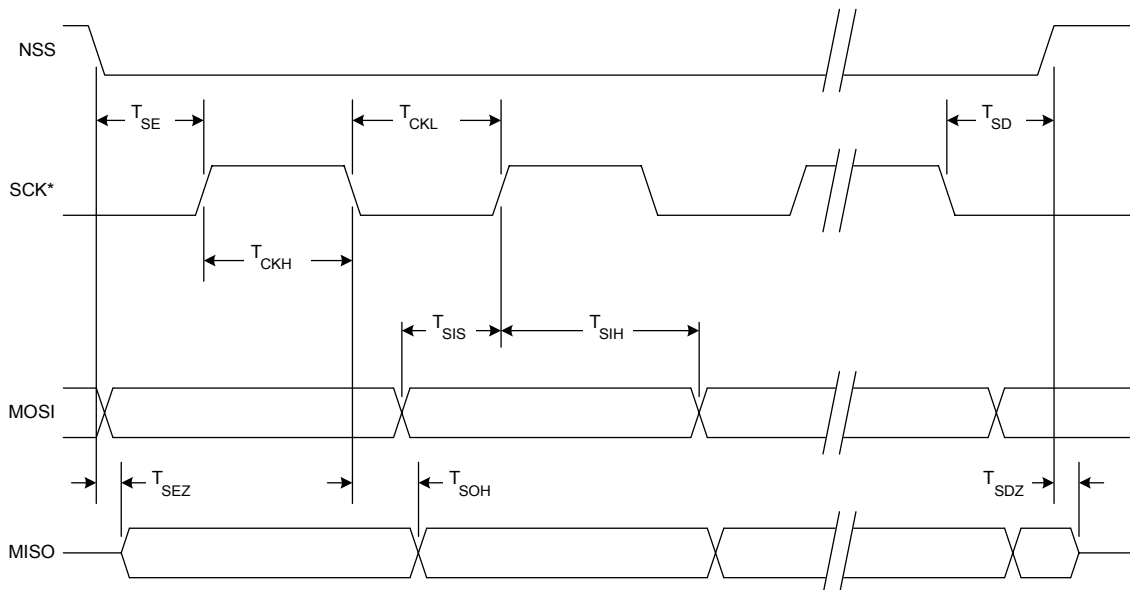 NSS
T_SE
T_CKL
T_SD
SCK*
T_CKH
T_SIS
T_SIH
MOSI
T_SEZ
T_SOH
T_SDZ
MISO